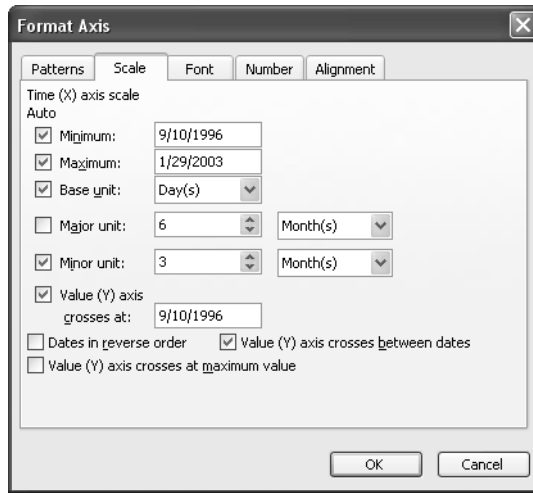 Format Axis
Patterns Scale Font Number Alignment
Time (X) axis scale
Auto
Minimum: 9/10/1996
Maximum: 1/29/2003
Base unit: Day(s)
Major unit: 6 Month(s)
Minor unit: 3 Month(s)
Value (Y) axis
crosses at: 9/10/1996
Dates in reverse order Value (Y) axis crosses between dates
Value (Y) axis crosses at maximum value
OK Cancel